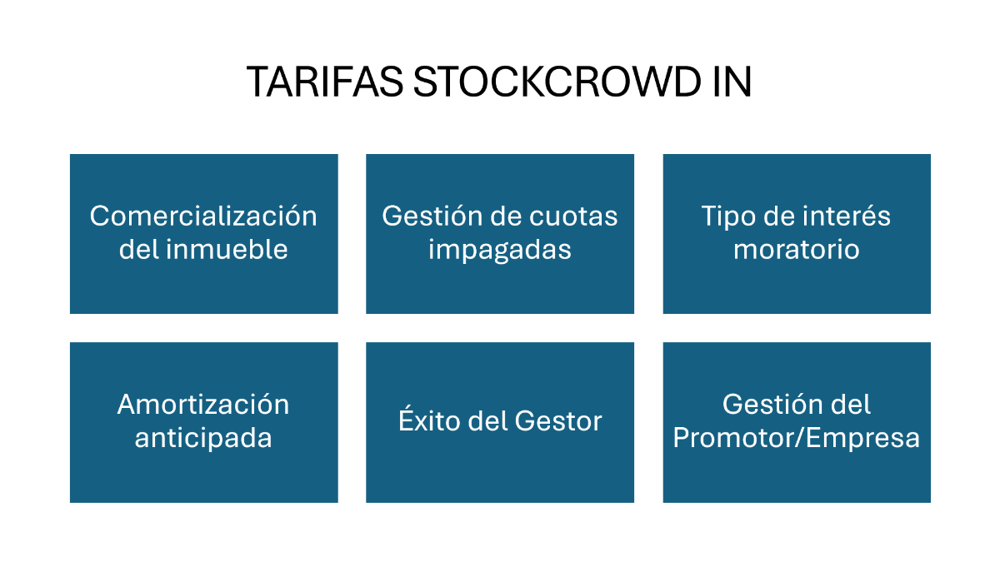 TARIFAS STOCKCROWD IN
Comercialización
del inmueble
Gestión de cuotas
impagadas
Tipo de interés
moratorio
Amortización
anticipada
Éxito del Gestor
Gestión del
Promotor/Empresa